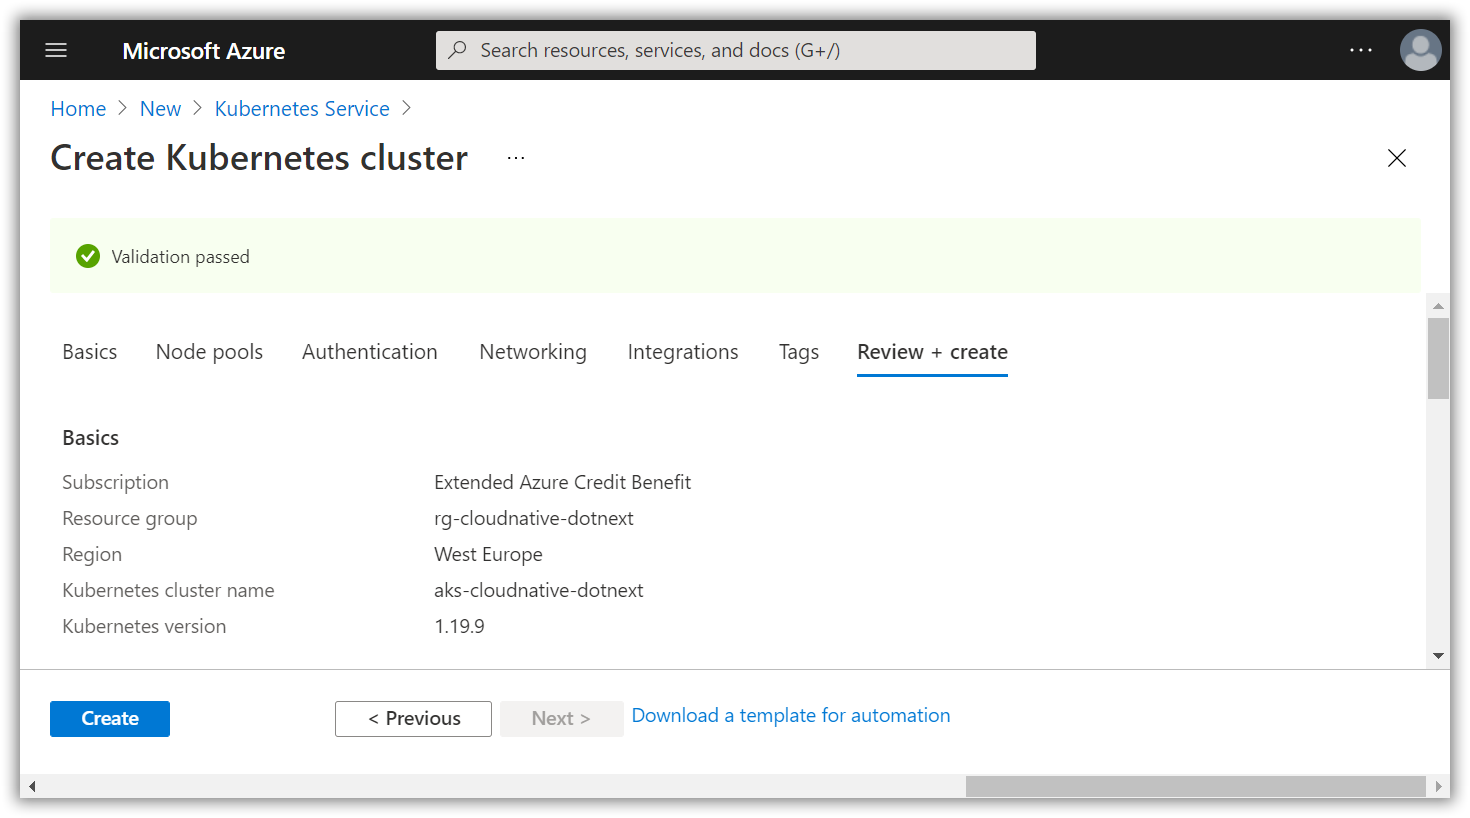 Microsoft Azure
Search resources, services, and docs (G+/)
Home > New > Kubernetes Service >
Create Kubernetes cluster ...
Validation passed
Basics Node pools Authentication Networking Integrations Tags Review + create
Basics
Subscription Extended Azure Credit Benefit
Resource group rg-cloudnative-dotnext
Region West Europe
Kubernetes cluster name aks-cloudnative-dotnext
Kubernetes version 1.19.9
Create < Previous Next > Download a template for automation